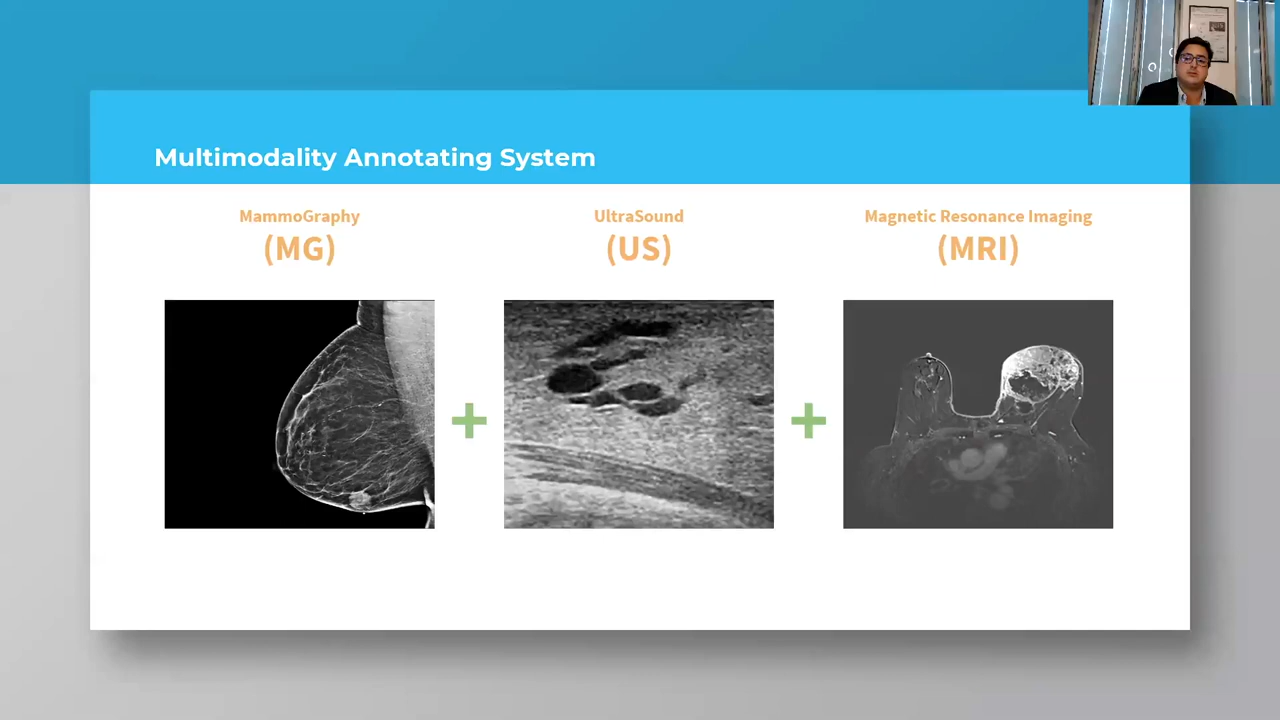 Multimodality Annotating System
MammoGraphy
(MG)
UltraSound
(US)
Magnetic Resonance Imaging
(MRI)
+
+